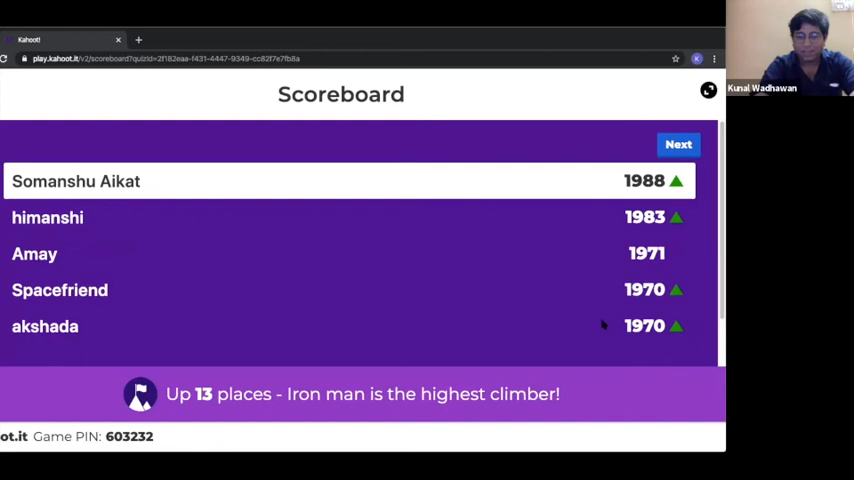 Kahoot!
play.kahoot.it/v2/scoreboard?quizId=2f182eaa-f431-4447-9349-cc82f7e7fb8a
K
Kunal Wadhawan
Scoreboard
Next
Somanshu Aikat 1988
himanshi 1983
Amay 1971
Spacefriend 1970
akshada 1970
Up 13 places - Iron man is the highest climber!
ot.it Game PIN: 603232